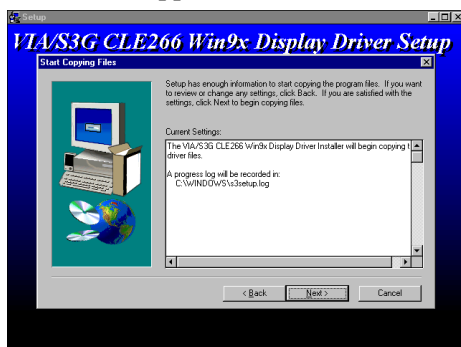 Setup
VIA/S3G CLE266 Win9x Display Driver Setup
Start Copying Files
Setup has enough information to start copying the program files. If you want
to review or change any settings, click Back. If you are satisfied with the
settings, click Next to begin copying files.
Current Settings:
The VIA/S3G CLE266 Win9x Display Driver Installer will begin copying t
driver files.
A progress log will be recorded in:
C:\WINDOWS\s3setup.log
< Back
Next >
Cancel